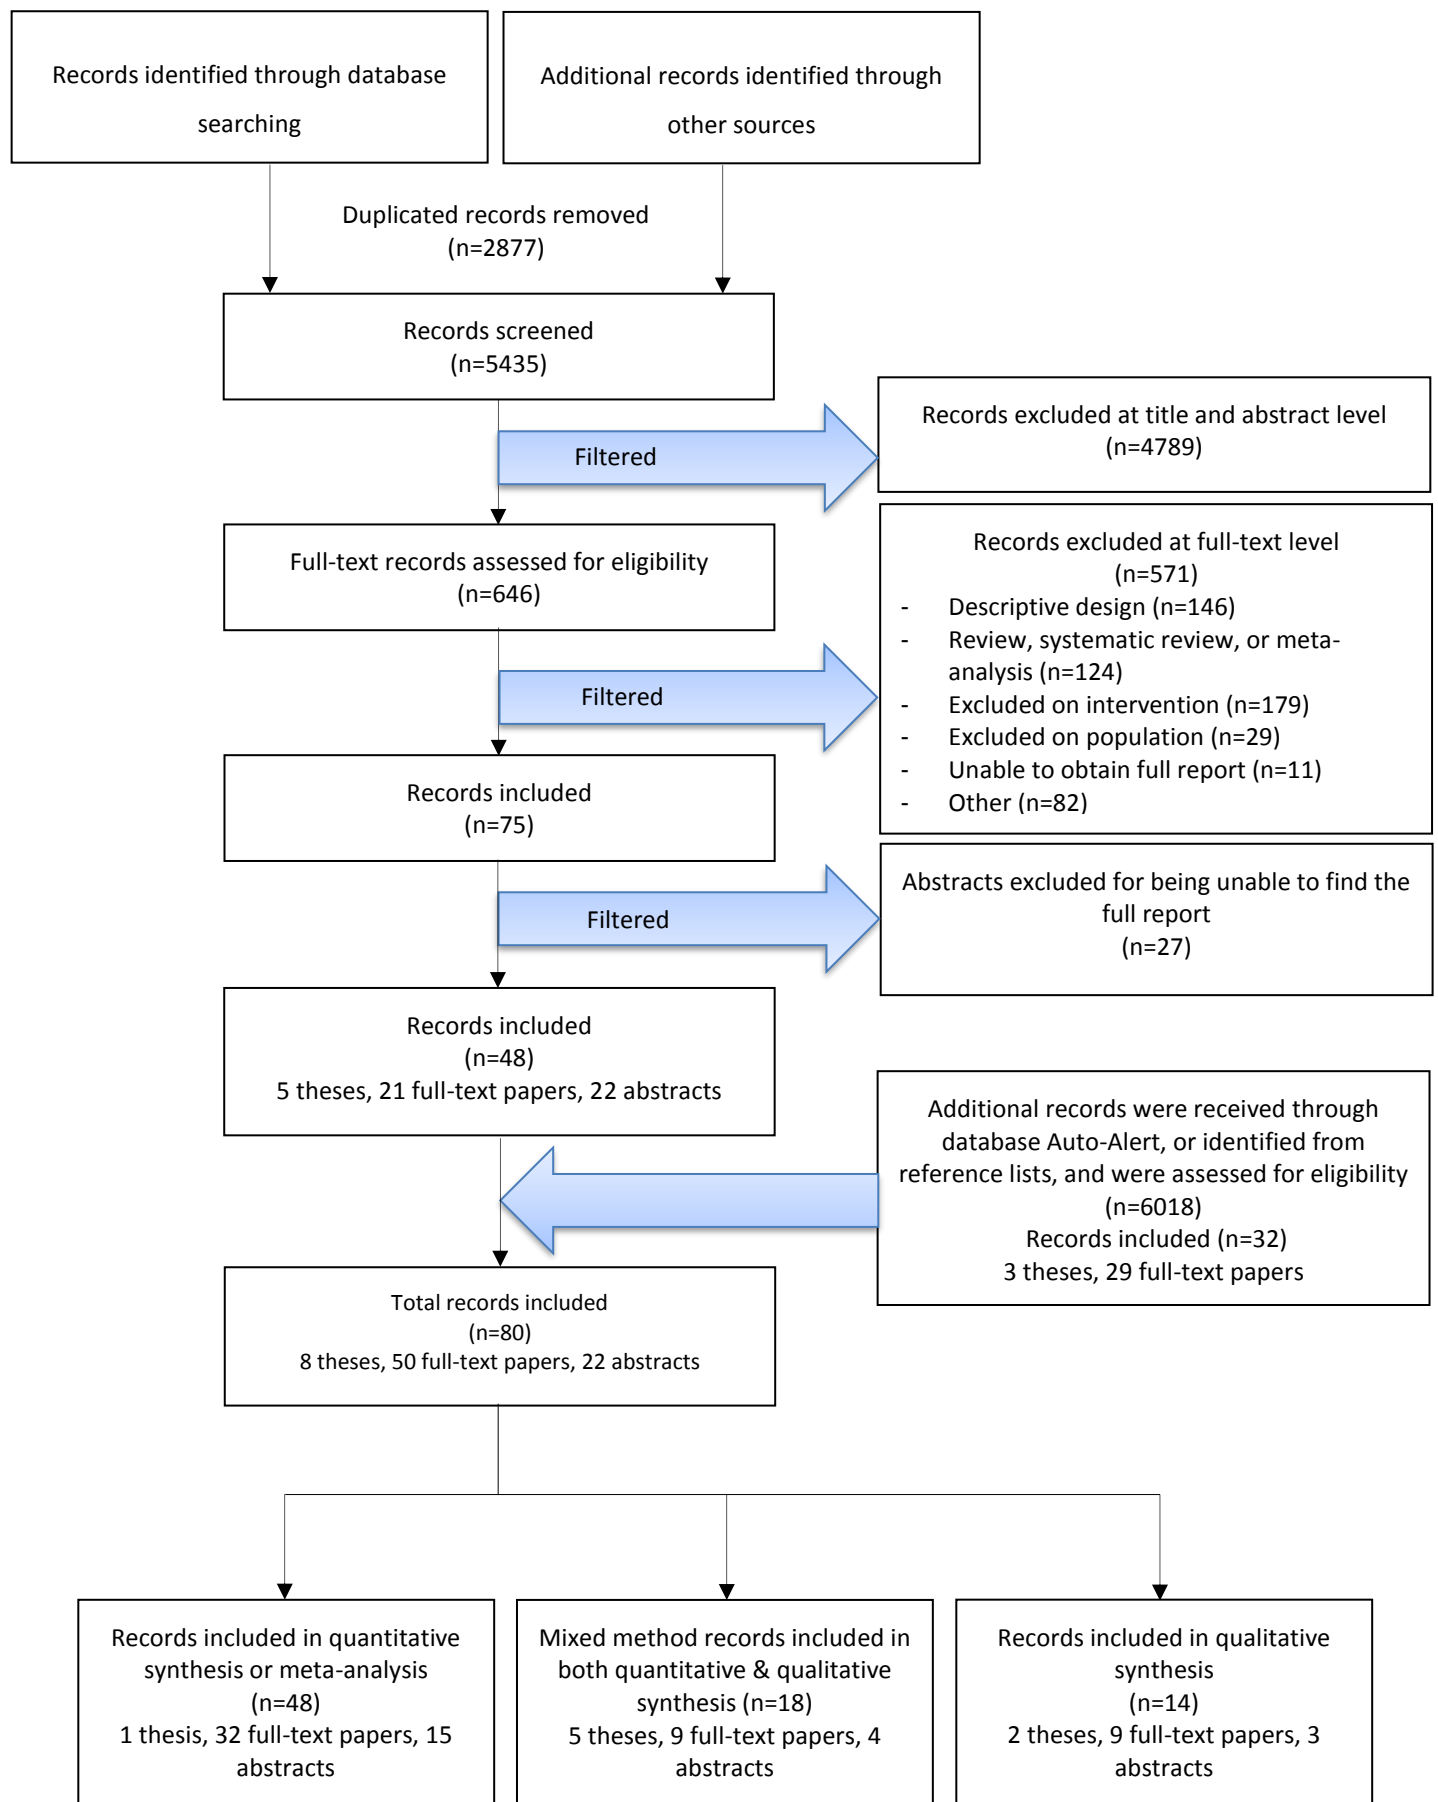 Records identified through database
searching
Additional records identified through
other sources
Duplicated records removed
(n=2877)
Records screened
(n=5435)
Filtered
Records excluded at title and abstract level
(n=4789)
Full-text records assessed for eligibility
(n=646)
Filtered
Records excluded at full-text level
(n=571)
- Descriptive design (n=146)
- Review, systematic review, or meta-
analysis (n=124)
- Excluded on intervention (n=179)
- Excluded on population (n=29)
- Unable to obtain full report (n=11)
- Other (n=82)
Records included
(n=75)
Filtered
Abstracts excluded for being unable to find the
full report
(n=27)
Records included
(n=48)
5 theses, 21 full-text papers, 22 abstracts
Additional records were received through
database Auto-Alert, or identified from
reference lists, and were assessed for eligibility
(n=6018)
Records included (n=32)
3 theses, 29 full-text papers
Total records included
(n=80)
8 theses, 50 full-text papers, 22 abstracts
Records included in quantitative
synthesis or meta-analysis
(n=48)
1 thesis, 32 full-text papers, 15
abstracts
Mixed method records included in
both quantitative & qualitative
synthesis (n=18)
5 theses, 9 full-text papers, 4
abstracts
Records included in qualitative
synthesis
(n=14)
2 theses, 9 full-text papers, 3
abstracts